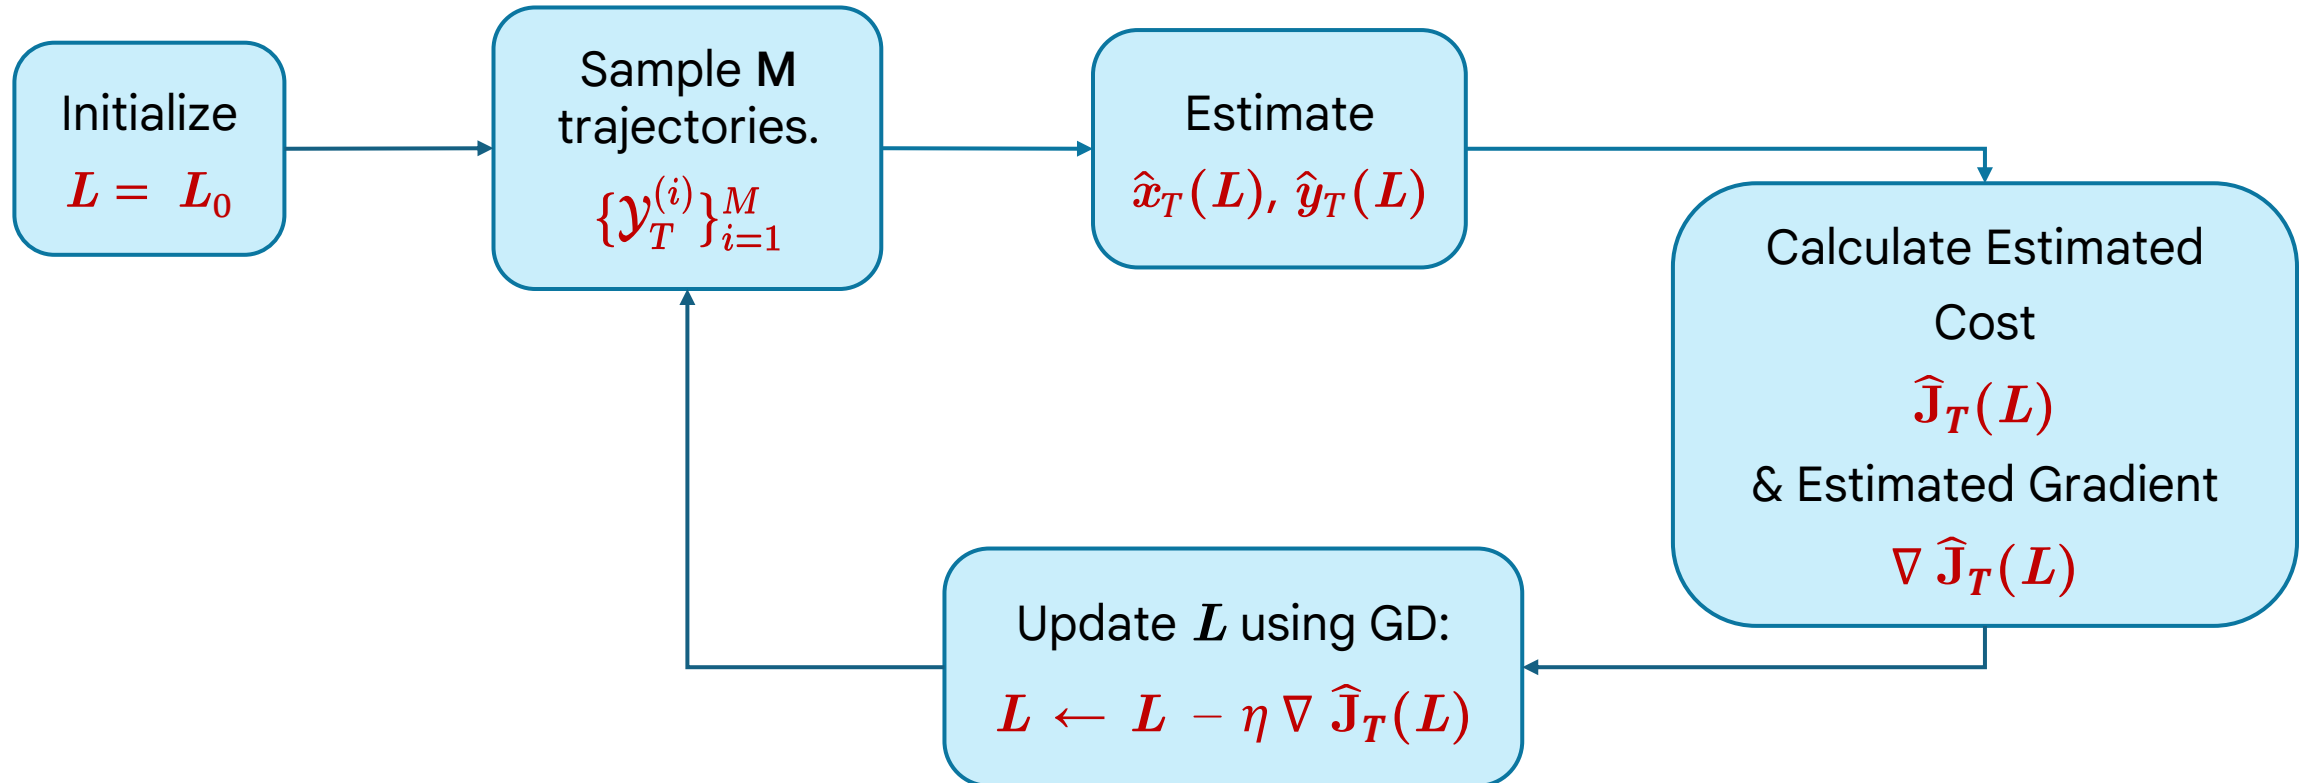 Initialize
L = L₀
Sample M
trajectories.
{𝒴_T^(i)}_{i=1}^M
Estimate
x̂_T(L), ŷ_T(L)
Calculate Estimated
Cost
Ĵ_T(L)
& Estimated Gradient
∇ Ĵ_T(L)
Update L using GD:
L ← L − η ∇ Ĵ_T(L)